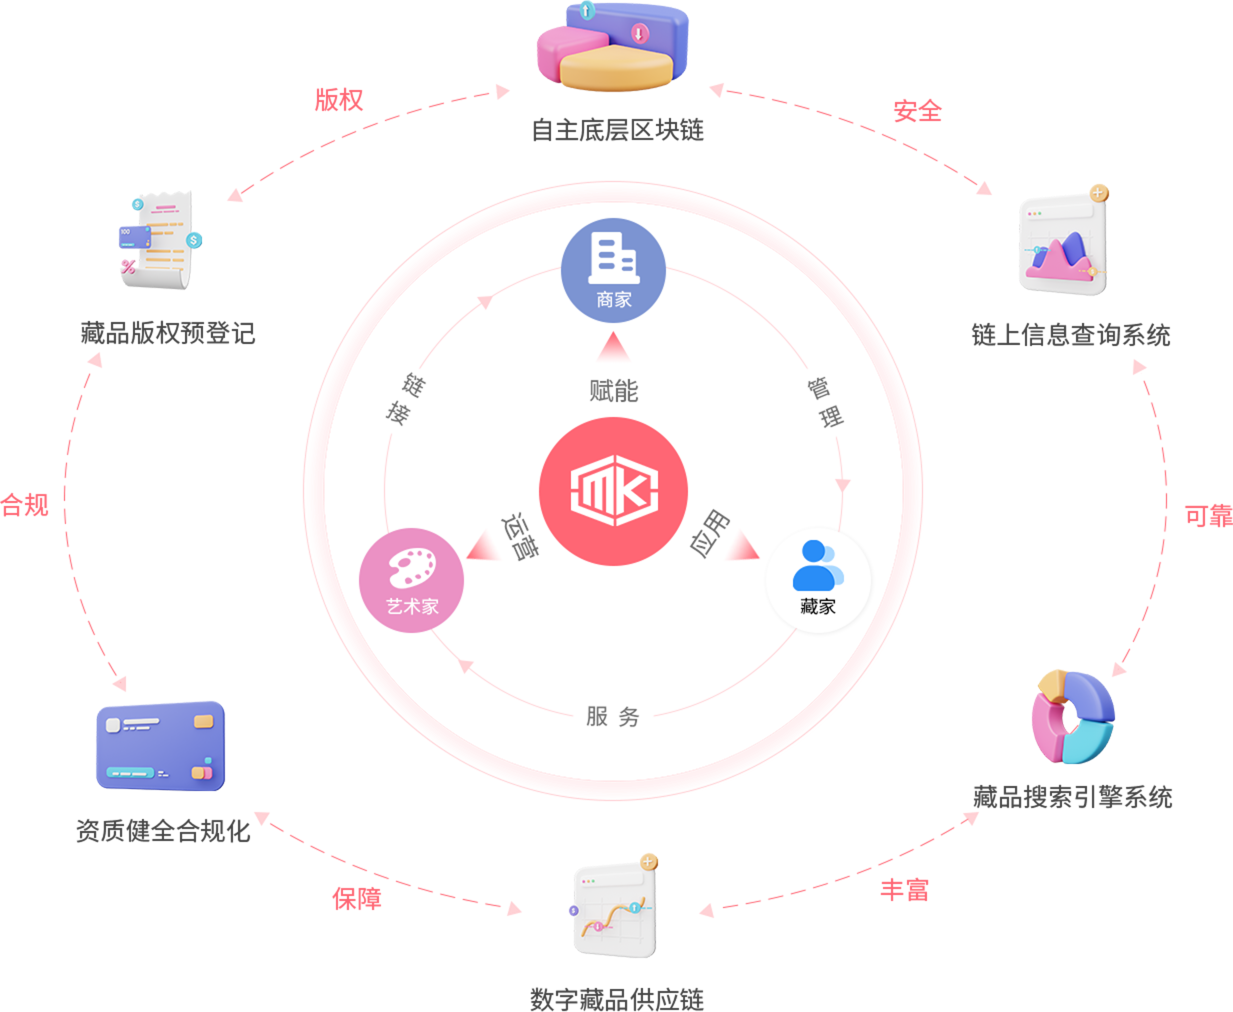 自主底层区块链
版权
安全
藏品版权预登记
链上信息查询系统
商家
赋能
链接
管理
MK
合规
可靠
运营
应用
艺术家
藏家
服务
资质健全合规化
藏品搜索引擎系统
保障
丰富
数字藏品供应链